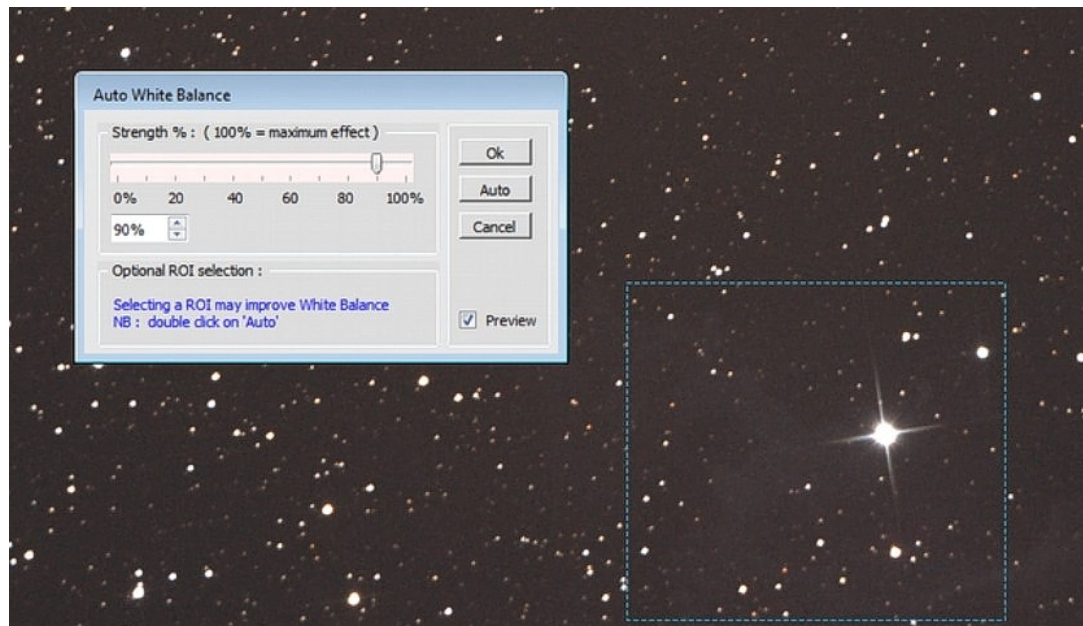 Auto White Balance
Strength % : ( 100% = maximum effect )
Ok
0% 20 40 60 80 100%
Auto
90%
Cancel
Optional ROI selection :
Selecting a ROI may improve White Balance
NB : double click on 'Auto'
Preview